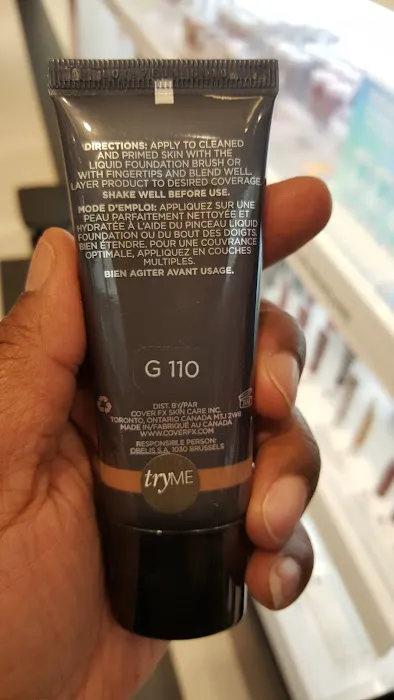 DIRECTIONS: APPLY TO CLEANED
AND PRIMED SKIN WITH THE
LIQUID FOUNDATION BRUSH OR
WITH FINGERTIPS AND BLEND WELL.
LAYER PRODUCT TO DESIRED COVERAGE.
SHAKE WELL BEFORE USE.
MODE D'EMPLOI: APPLIQUEZ SUR UNE
PEAU PARFAITEMENT NETTOYÉE ET
HYDRATÉE À L'AIDE DU PINCEAU LIQUID
FOUNDATION OU DU BOUT DES DOIGTS.
BIEN ÉTENDRE. POUR UNE COUVRANCE
OPTIMALE, APPLIQUEZ EN COUCHES
MULTIPLES.
BIEN AGITER AVANT USAGE.
G 110
DIST. BY/PAR
COVER FX SKIN CARE INC.
TORONTO, ONTARIO CANADA M3J 2W8
MADE IN/FABRIQUÉ AU CANADA
WWW.COVERFX.COM
RESPONSIBLE PERSON:
OBELIS S.A. 1030 BRUSSELS
tryME